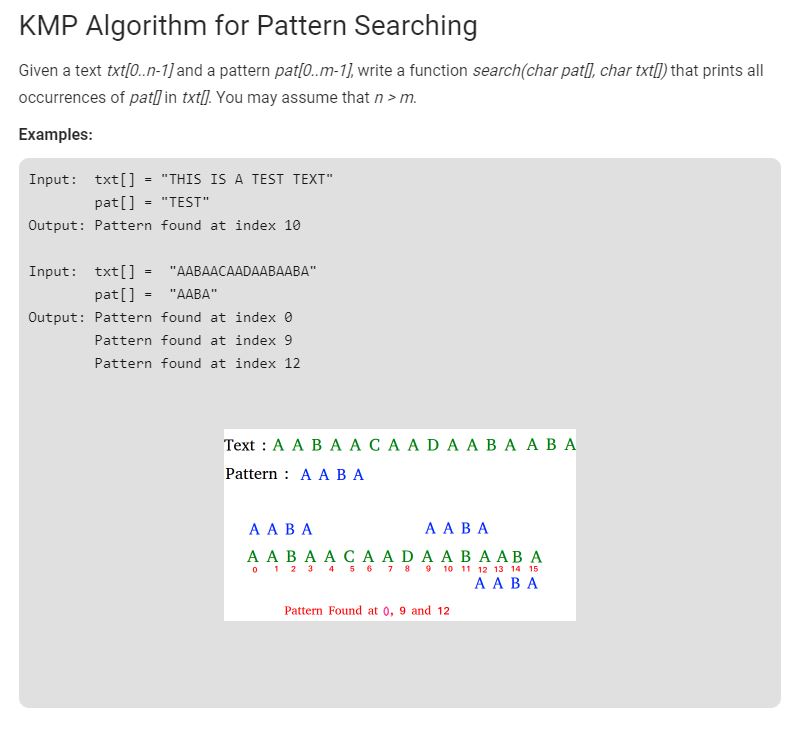 KMP Algorithm for Pattern Searching
Given a text txt[0..n-1] and a pattern pat[0..m-1], write a function search(char pat[], char txt[]) that prints all
occurrences of pat[] in txt[]. You may assume that n > m.
Examples:
Input:  txt[] = "THIS IS A TEST TEXT"
        pat[] = "TEST"
Output: Pattern found at index 10
Input:  txt[] =  "AABAACAADAABAABA"
        pat[] =  "AABA"
Output: Pattern found at index 0
        Pattern found at index 9
        Pattern found at index 12
Text : A A B A A C A A D A A B A A B A
Pattern : A A B A
A A B A A A B A
A A B A A C A A D A A B A A B A
0 1 2 3 4 5 6 7 8 9 10 11 12 13 14 15
A A B A
Pattern Found at 0, 9 and 12